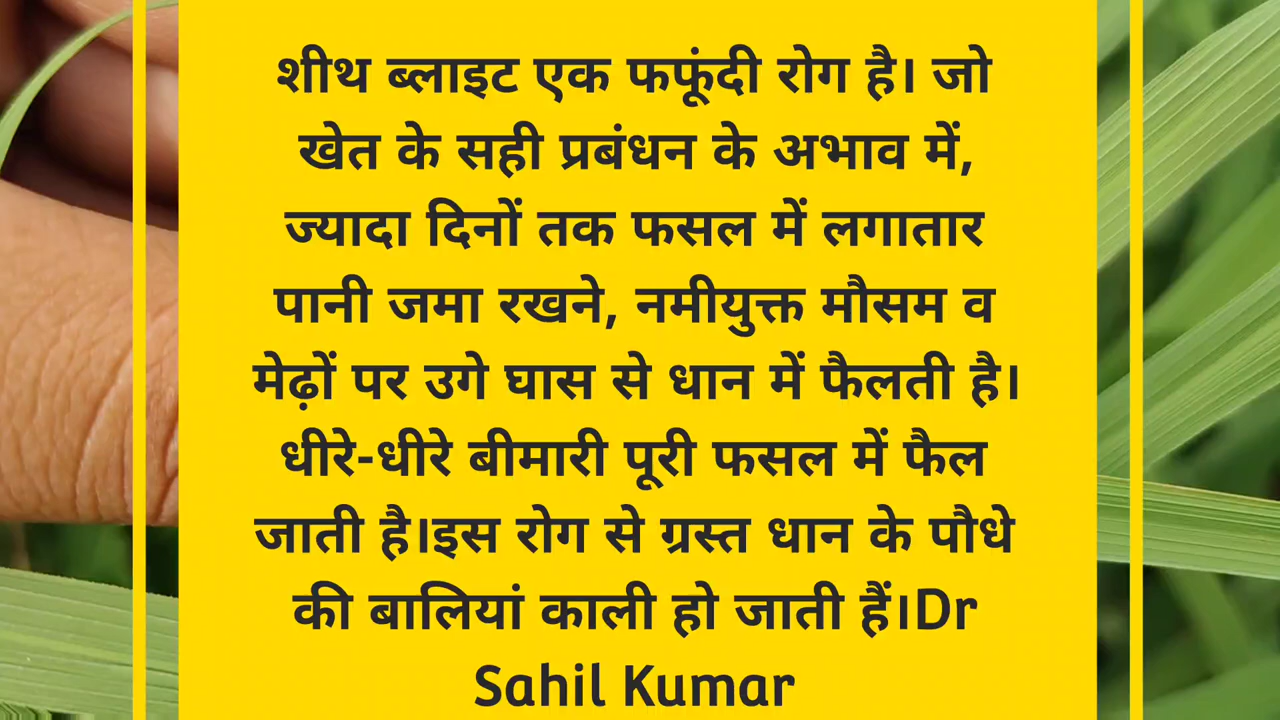 शीथ ब्लाइट एक फफूंदी रोग है। जो
खेत के सही प्रबंधन के अभाव में,
ज्यादा दिनों तक फसल में लगातार
पानी जमा रखने, नमीयुक्त मौसम व
मेढ़ों पर उगे घास से धान में फैलती है।
धीरे-धीरे बीमारी पूरी फसल में फैल
जाती है।इस रोग से ग्रस्त धान के पौधे
की बालियां काली हो जाती हैं।Dr
Sahil Kumar